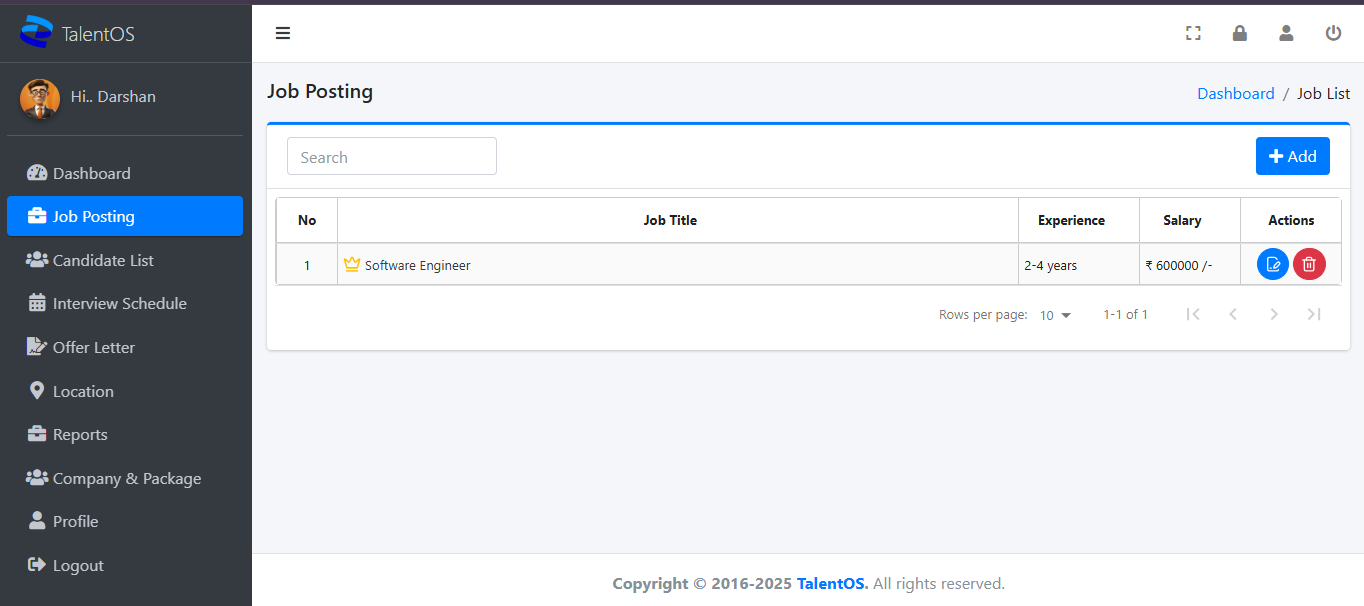 TalentOS
Hi.. Darshan
Dashboard
Job Posting
Candidate List
Interview Schedule
Offer Letter
Location
Reports
Company & Package
Profile
Logout
Job Posting
Dashboard / Job List
Search
Add
No Job Title Experience Salary Actions
1 Software Engineer 2-4 years ₹ 600000 /-
Rows per page: 10 1-1 of 1
Copyright © 2016-2025 TalentOS. All rights reserved.